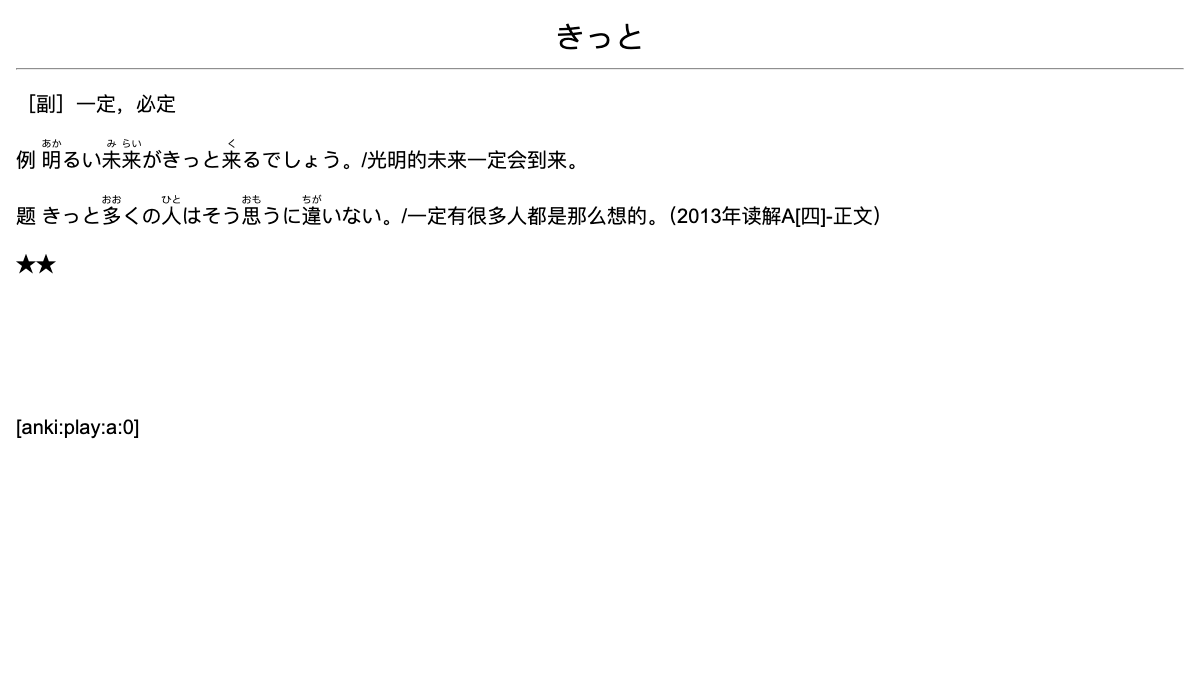 きっと
［副］一定，必定
あか み らい く
例 明るい未来がきっと来るでしょう。/光明的未来一定会到来。
おお ひと おも ちが
题 きっと多くの人はそう思うに違いない。/一定有很多人都是那么想的。（2013年读解A[四]-正文）
★★
[anki:play:a:0]